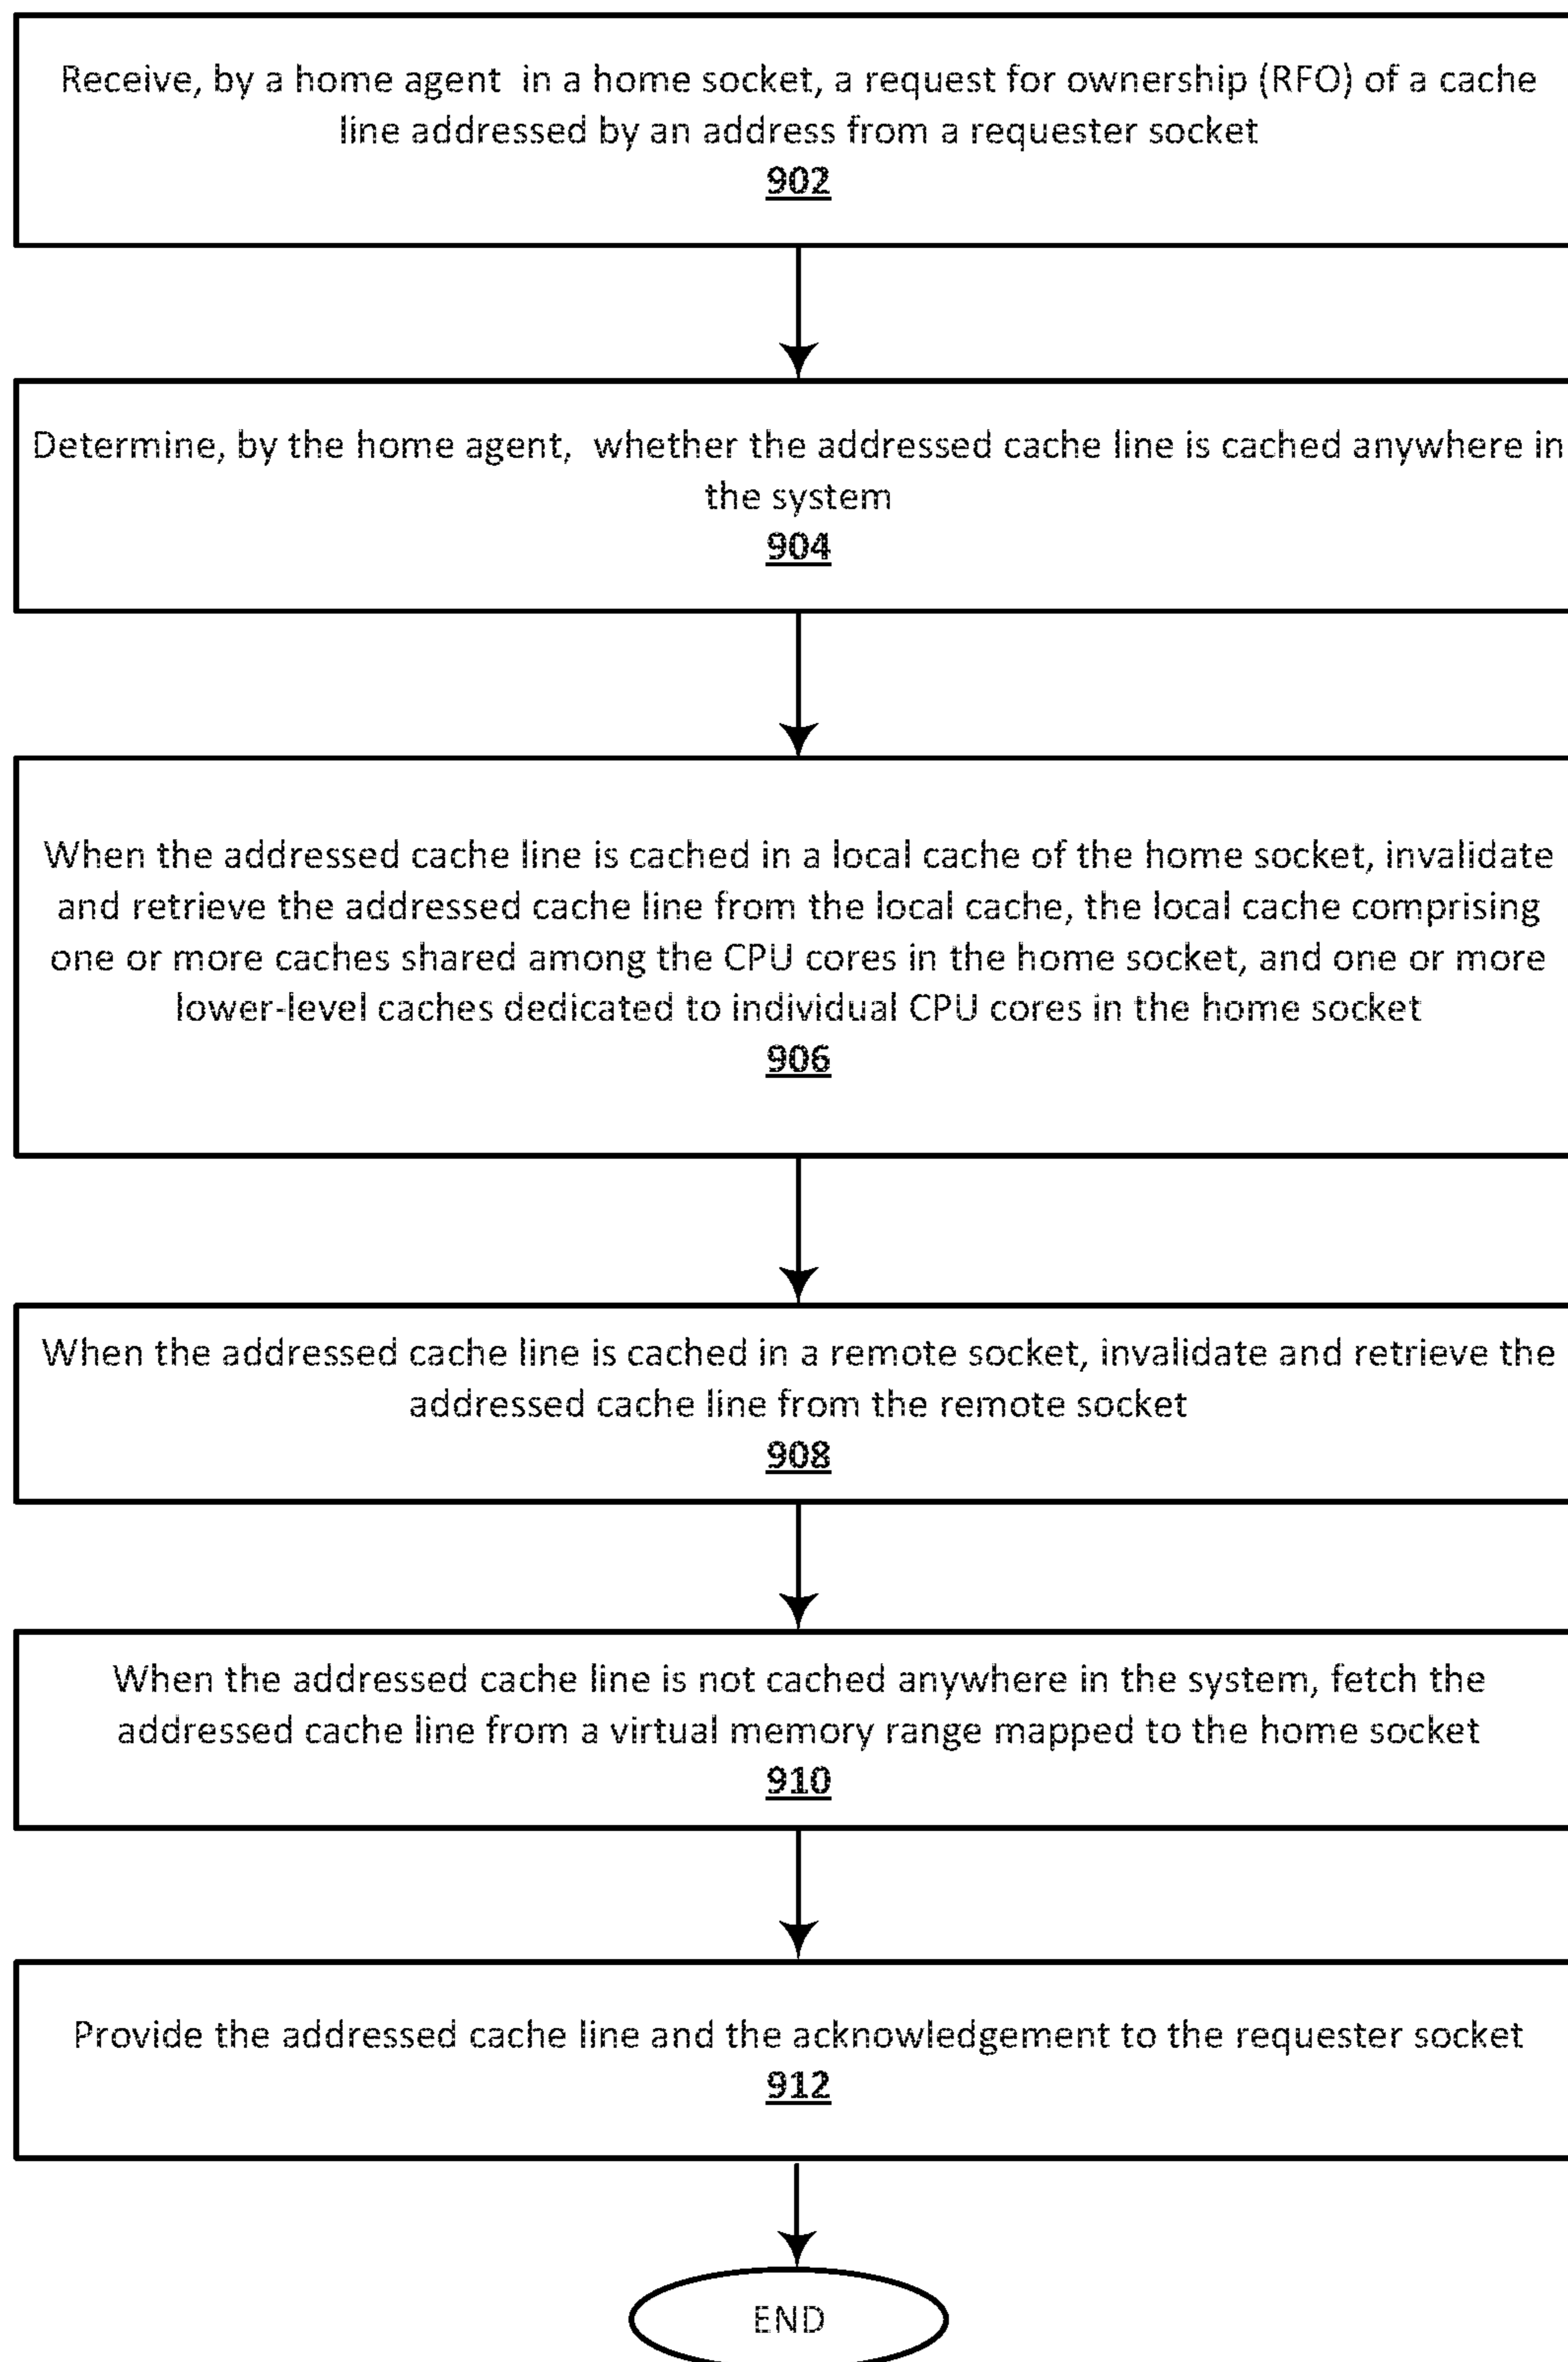 Receive, by a home agent in a home socket, a request for ownership (RFO) of a cache
line addressed by an address from a requester socket
902
Determine, by the home agent, whether the addressed cache line is cached anywhere in
the system
904
When the addressed cache line is cached in a local cache of the home socket, invalidate
and retrieve the addressed cache line from the local cache, the local cache comprising
one or more caches shared among the CPU cores in the home socket, and one or more
lower-level caches dedicated to individual CPU cores in the home socket
906
When the addressed cache line is cached in a remote socket, invalidate and retrieve the
addressed cache line from the remote socket
908
When the addressed cache line is not cached anywhere in the system, fetch the
addressed cache line from a virtual memory range mapped to the home socket
910
Provide the addressed cache line and the acknowledgement to the requester socket
912
END